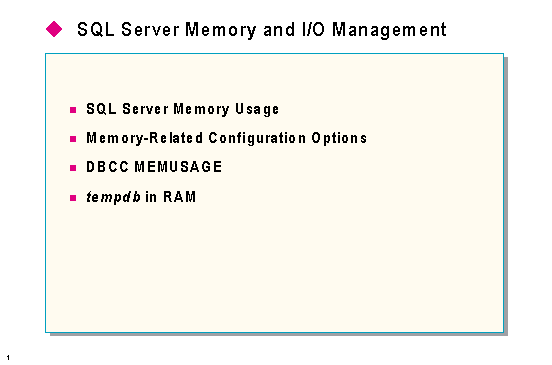 SQL Server Memory and I/O Management
SQL Server Memory Usage
Memory-Related Configuration Options
DBCC MEMUSAGE
tempdb in RAM
1